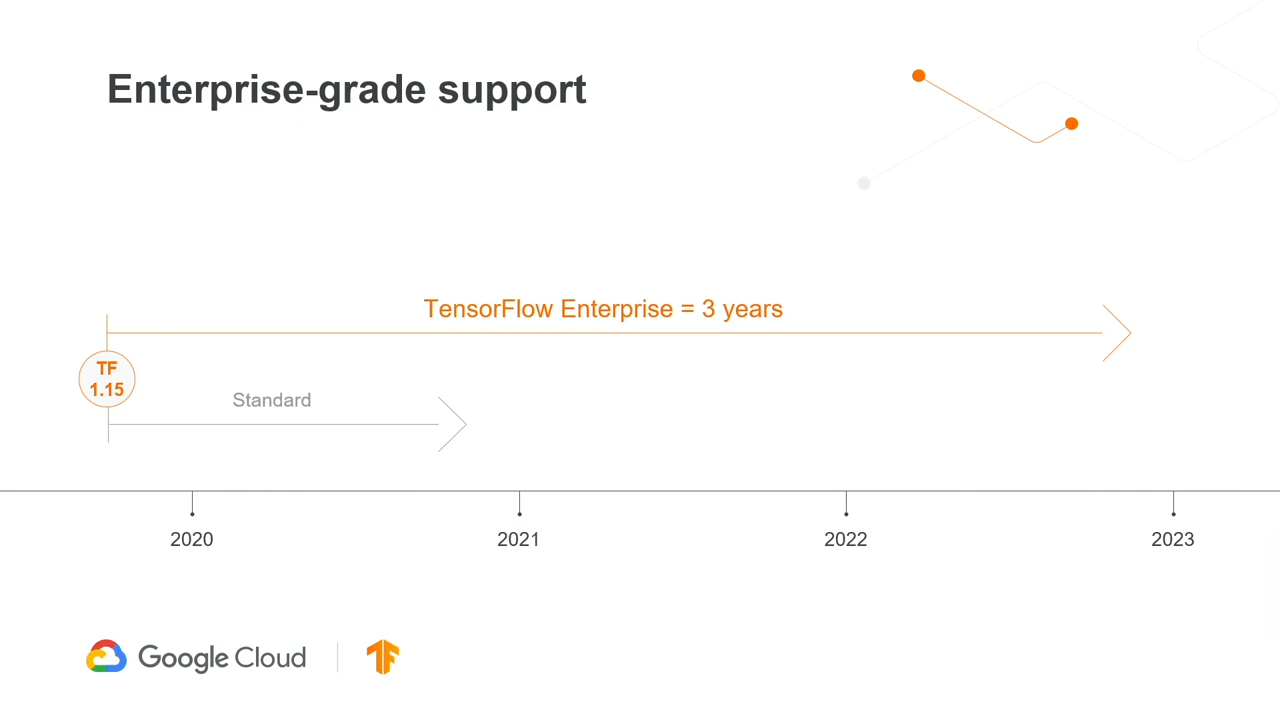 Enterprise-grade support
TensorFlow Enterprise = 3 years
TF
1.15
Standard
2020
2021
2022
2023
Google Cloud